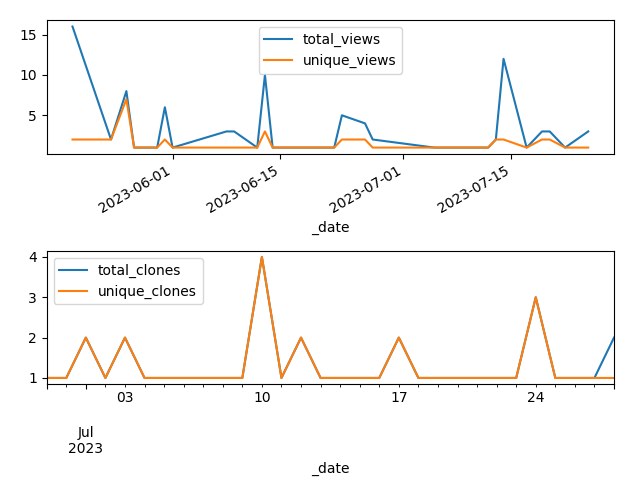 15
10
5
total_views
unique_views
2023-06-01
2023-06-15
2023-07-01
2023-07-15
_date
4
3
2
1
total_clones
unique_clones
03
10
17
24
Jul
2023
_date